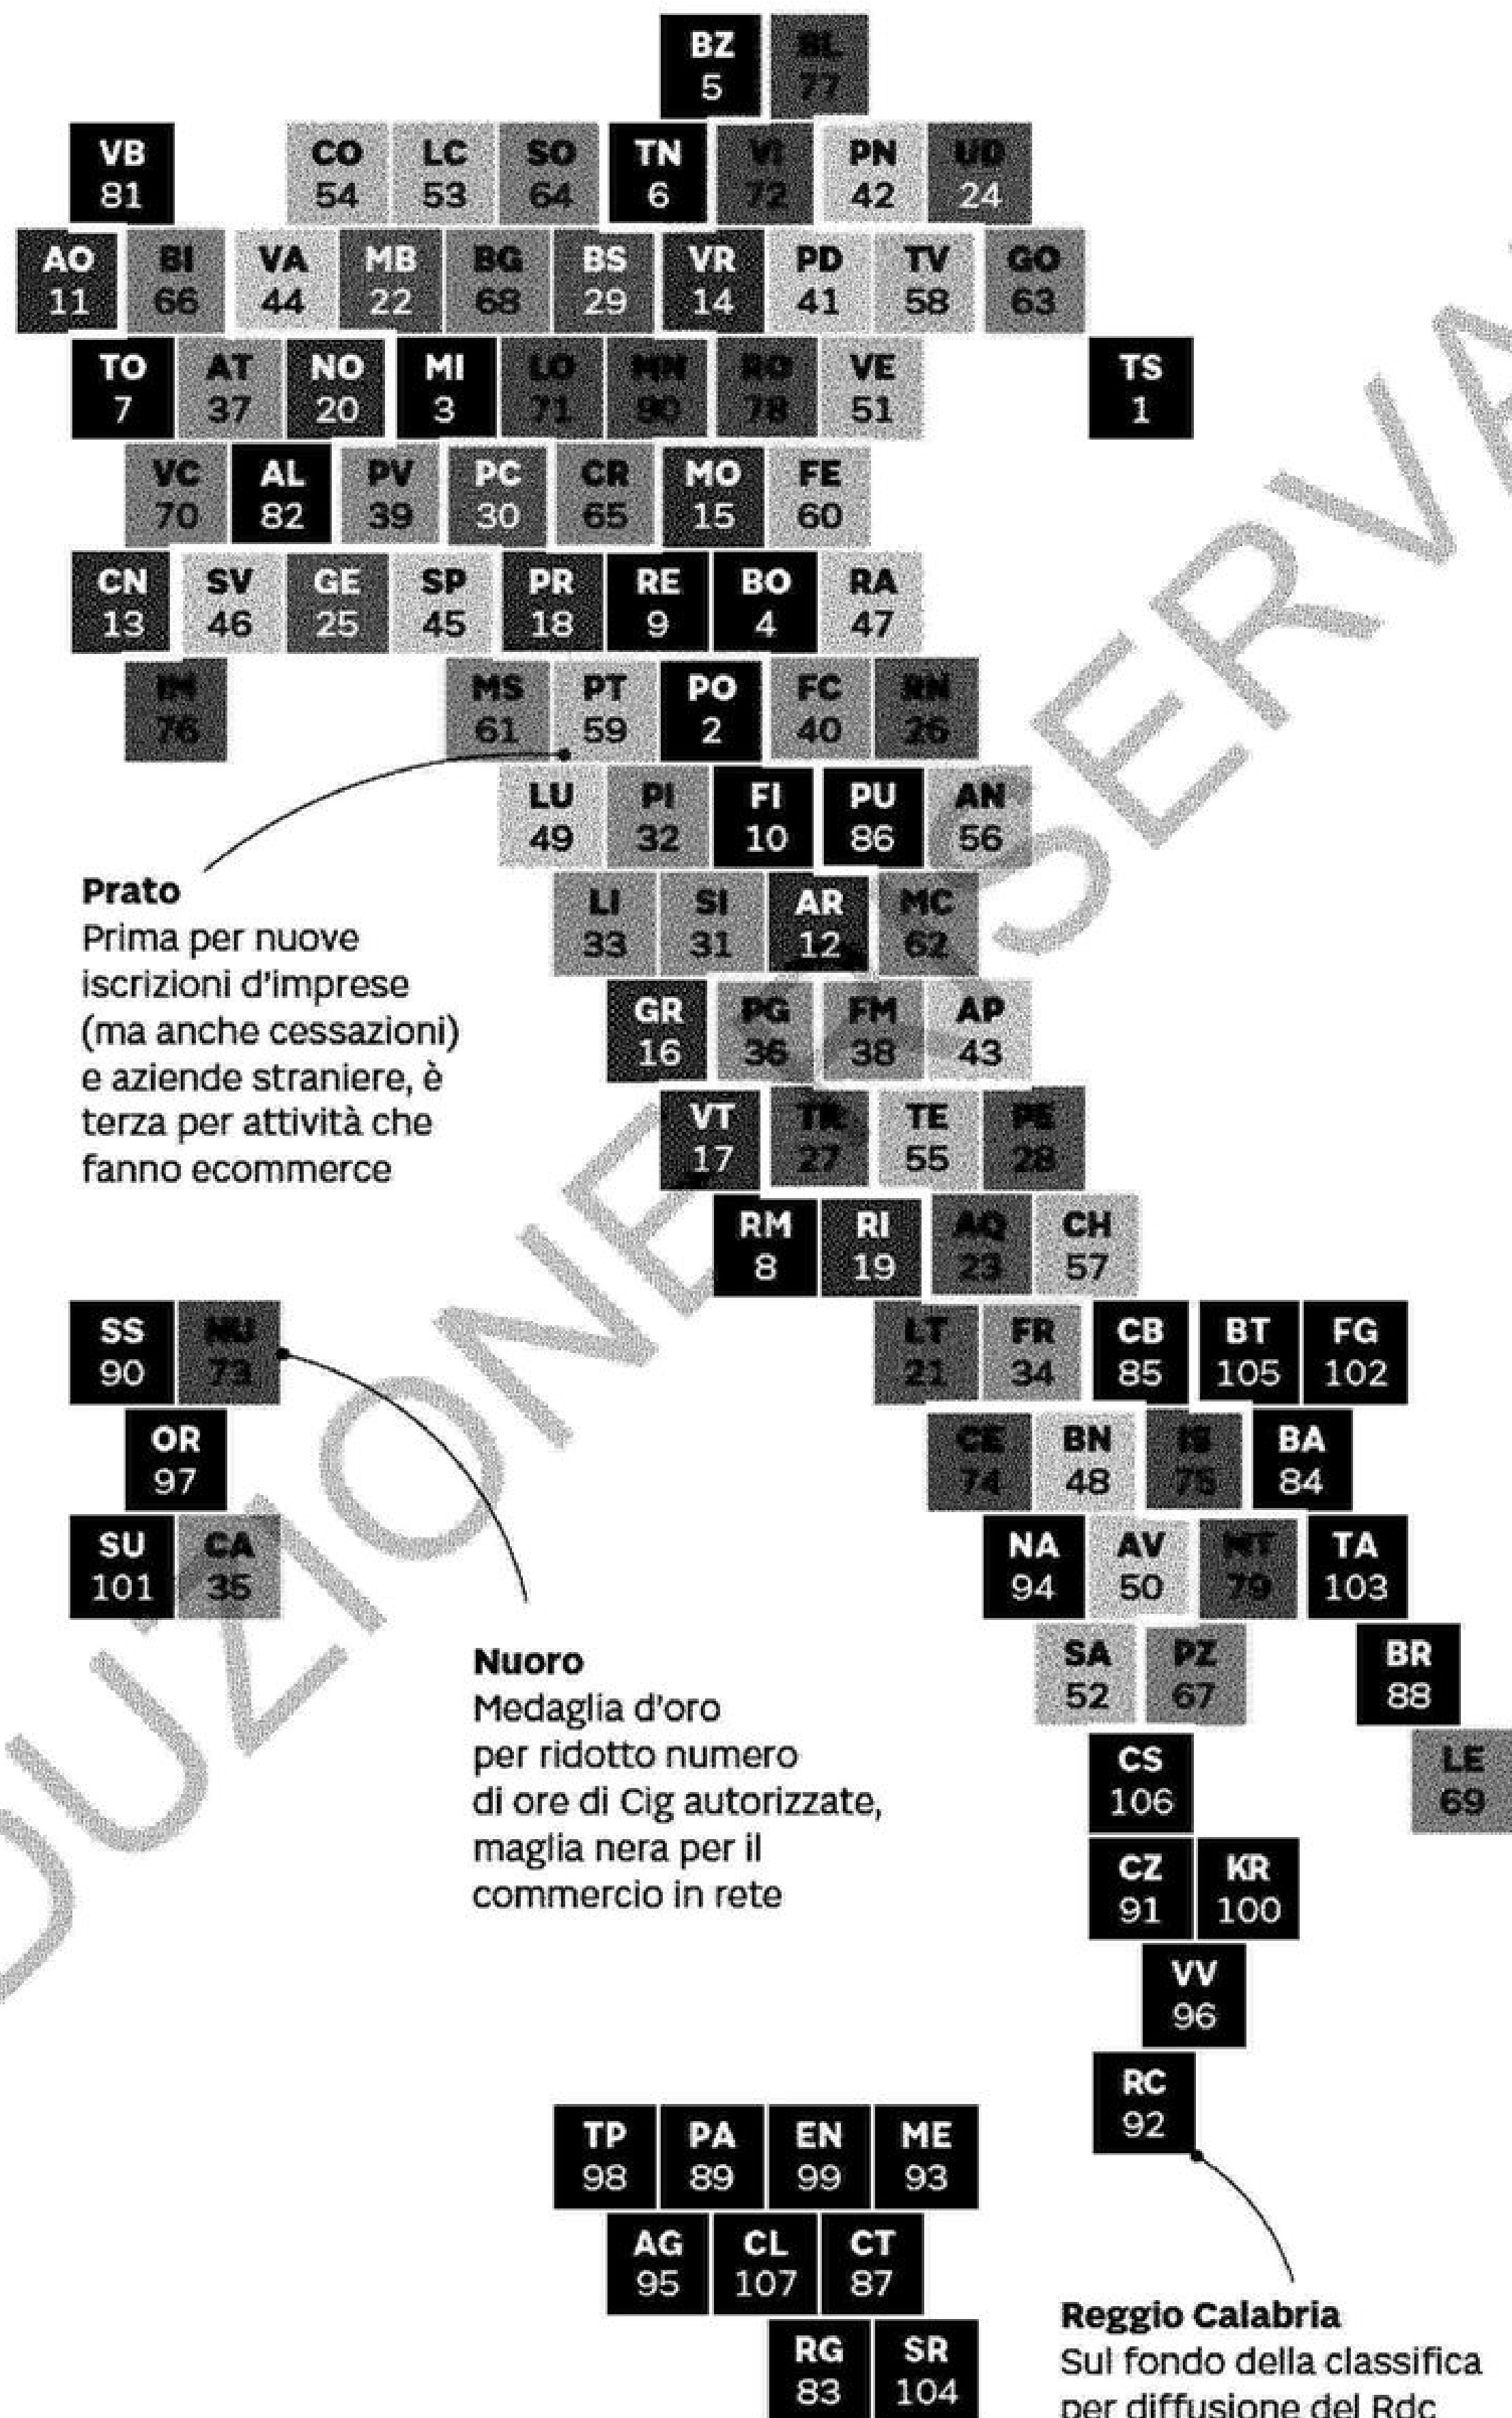 BZ BL
5 77
VB CO LC SO TN VI PN UD
81 54 53 64 6 72 42 24
AO BI VA MB BG BS VR PD TV GO
11 66 44 22 68 29 14 41 58 63
TO AT NO MI LO MN RO VE TS
7 37 20 3 71 78 51 1
VC AL PV PC CR MO FE
70 82 39 30 65 15 60
CN SV GE SP PR RE BO RA
13 46 25 45 18 9 4 47
IM MS PT PO FC RN
76 61 59 2 40 26
LU PI FI PU AN
49 32 10 86 56
Prato
Prima per nuove
iscrizioni d'imprese
(ma anche cessazioni)
e aziende straniere, è
terza per attività che
fanno ecommerce
LI SI AR MC
33 31 12 62
GR PG FM AP
16 36 38 43
VT TR TE PE
17 27 55 28
RM RI AQ CH
8 19 23 57
SS NU LT FR CB BT FG
90 73 21 34 85 105 102
OR CE BN IS BA
97 74 48 75 84
SU CA NA AV MT TA
101 35 94 50 79 103
SA PZ BR
52 67 88
Nuoro
Medaglia d'oro
per ridotto numero
di ore di Cig autorizzate,
maglia nera per il
commercio in rete
CS LE
106 69
CZ KR
91 100
VV
96
RC
92
TP PA EN ME
98 89 99 93
AG CL CT
95 107 87
RG SR
83 104
Reggio Calabria
Sul fondo della classifica
per diffusione del Rdc
DUZIONE
SERVA